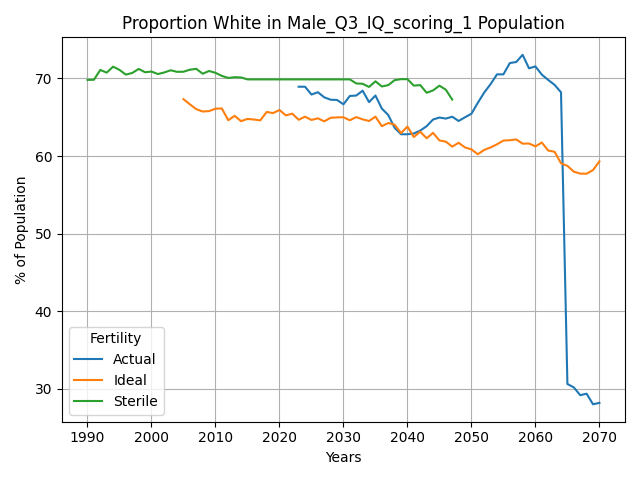 Proportion White in Male_Q3_IQ_scoring_1 Population
% of Population
70
60
50
40
30
Fertility
Actual
Ideal
Sterile
1990 2000 2010 2020 2030 2040 2050 2060 2070
Years